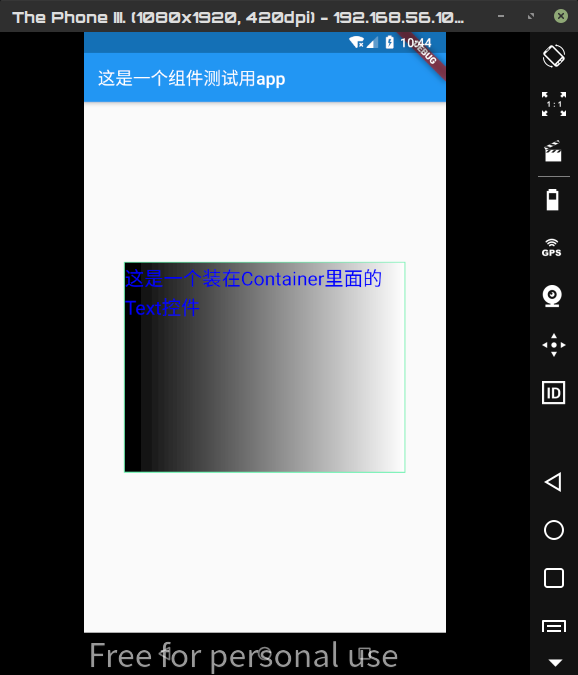 The Phone III. (1080x1920, 420dpi) - 192.168.56.10...
10:44
DEBUG
这是一个组件测试用app
1 : 1
GPS
这是一个装在Container里面的
Text控件
ID
Free for personal use